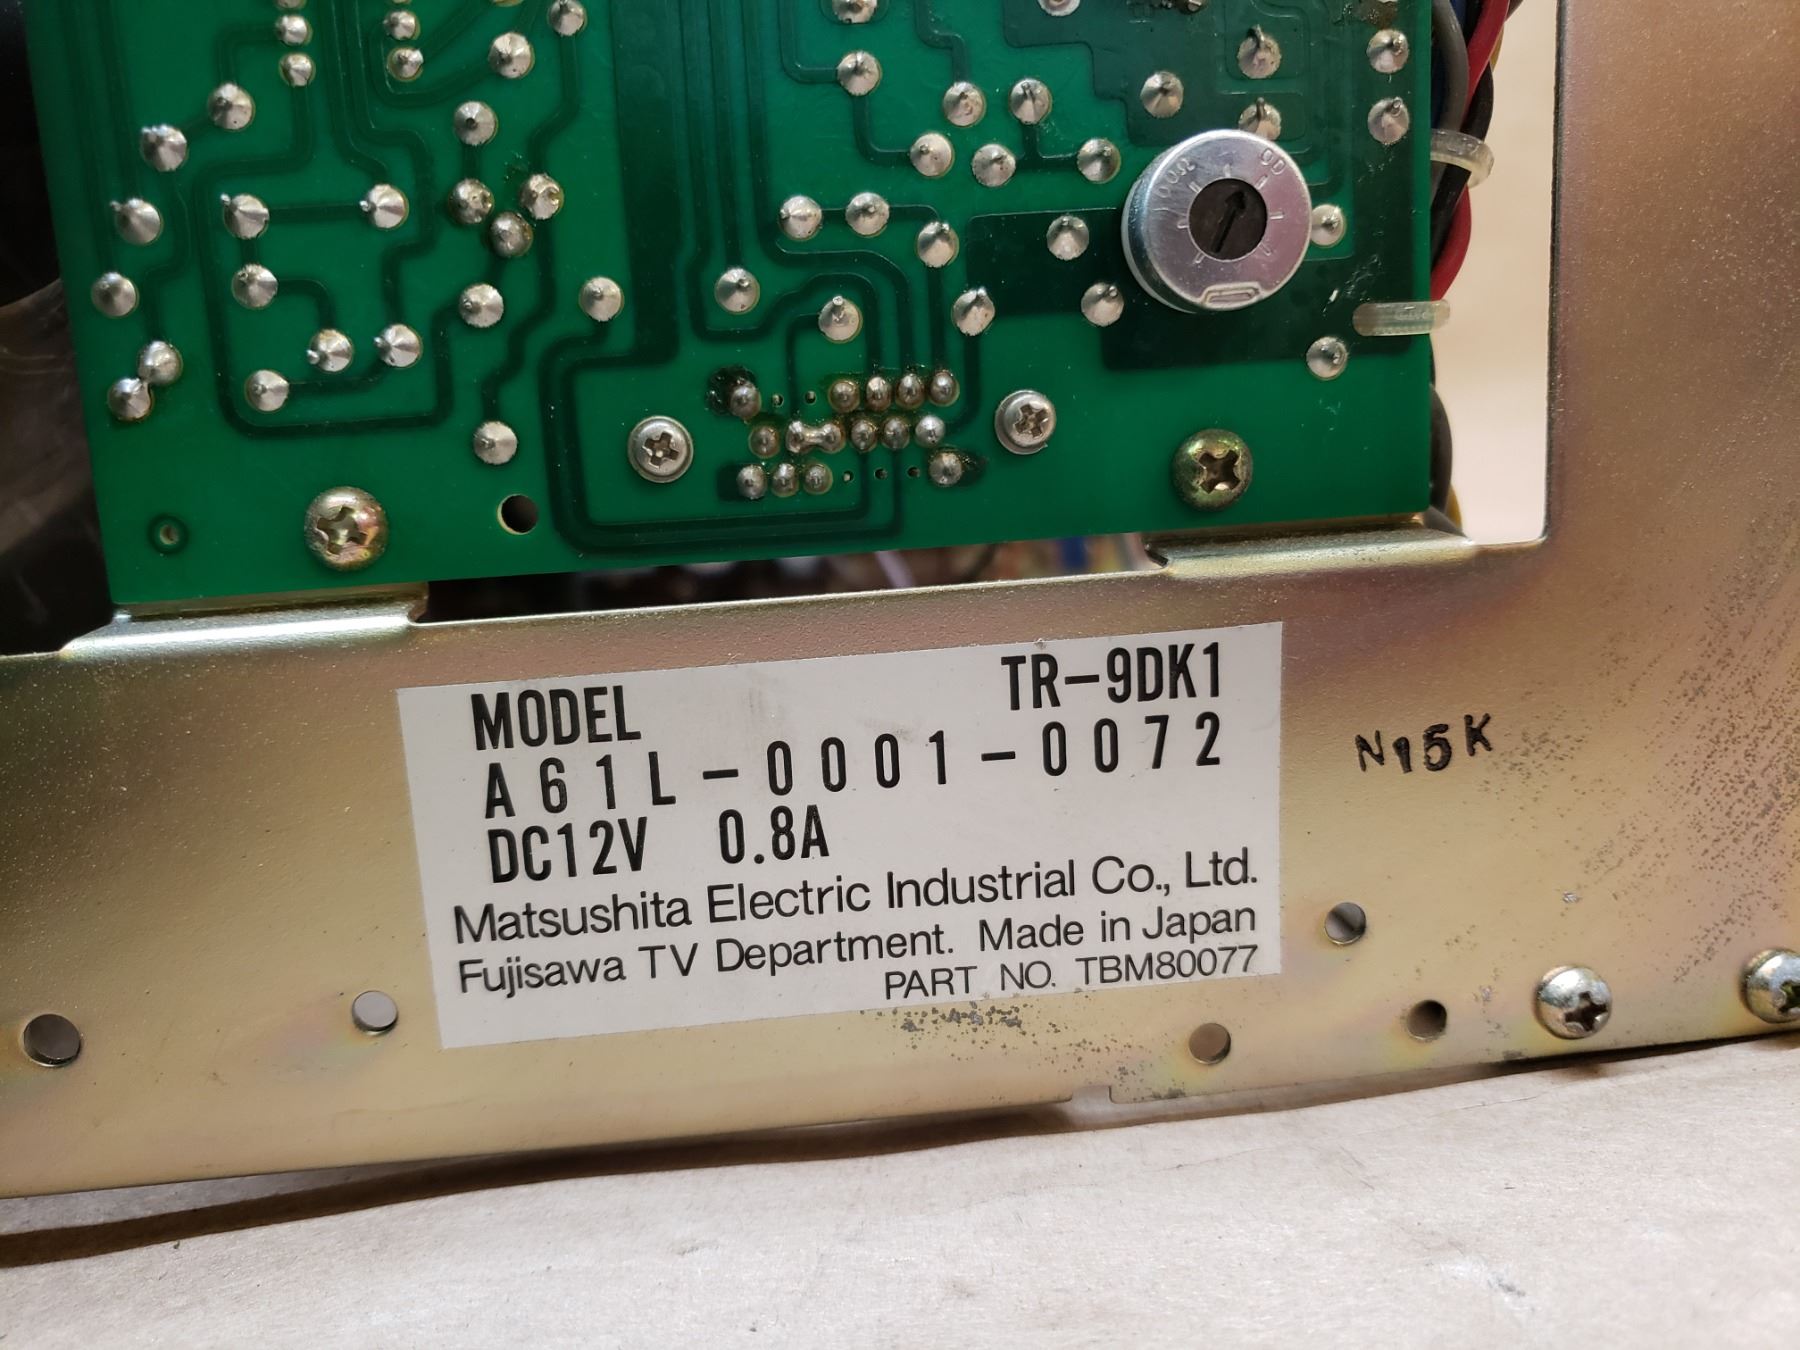 100Ω
MODEL TR-9DK1
A61L-0001-0072
DC12V 0.8A
Matsushita Electric Industrial Co., Ltd.
Fujisawa TV Department. Made in Japan
PART NO. TBM80077
N15K